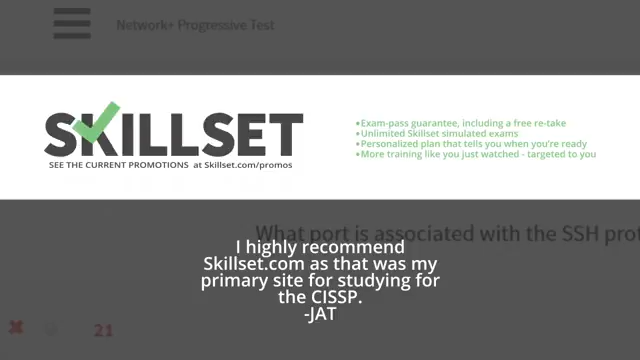 Network+ Progressive Test
SKILLSET
SEE THE CURRENT PROMOTIONS at Skillset.com/promos
•Exam-pass guarantee, including a free re-take
•Unlimited Skillset simulated exams
•Personalized plan that tells you when you're ready
•More training like you just watched - targeted to you
What port is associated with the SSH prot
I highly recommend
Skillset.com as that was my
primary site for studying for
the CISSP.
-JAT
21